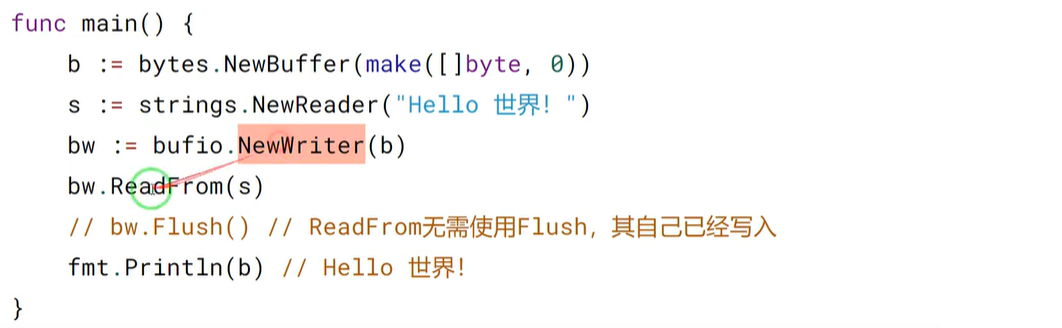 func main() {
    b := bytes.NewBuffer(make([]byte, 0))
    s := strings.NewReader("Hello 世界！")
    bw := bufio.NewWriter(b)
    bw.ReadFrom(s)
    // bw.Flush() // ReadFrom无需使用Flush，其自己已经写入
    fmt.Println(b) // Hello 世界！
}